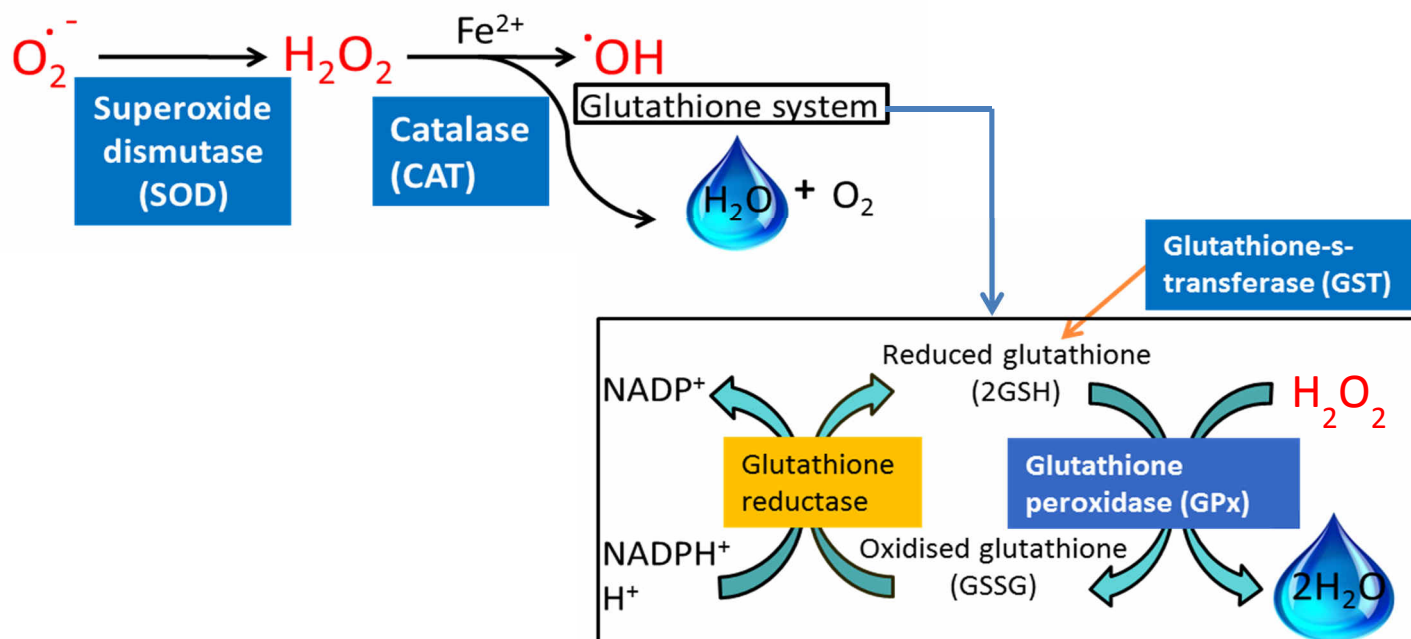 O₂˙⁻
H₂O₂
Fe²⁺
˙OH
Superoxide
dismutase
(SOD)
Catalase
(CAT)
Glutathione system
H₂O + O₂
Glutathione-s-
transferase (GST)
Reduced glutathione
(2GSH)
NADP⁺
H₂O₂
Glutathione
reductase
Glutathione
peroxidase (GPx)
NADPH⁺
H⁺
Oxidised glutathione
(GSSG)
2H₂O